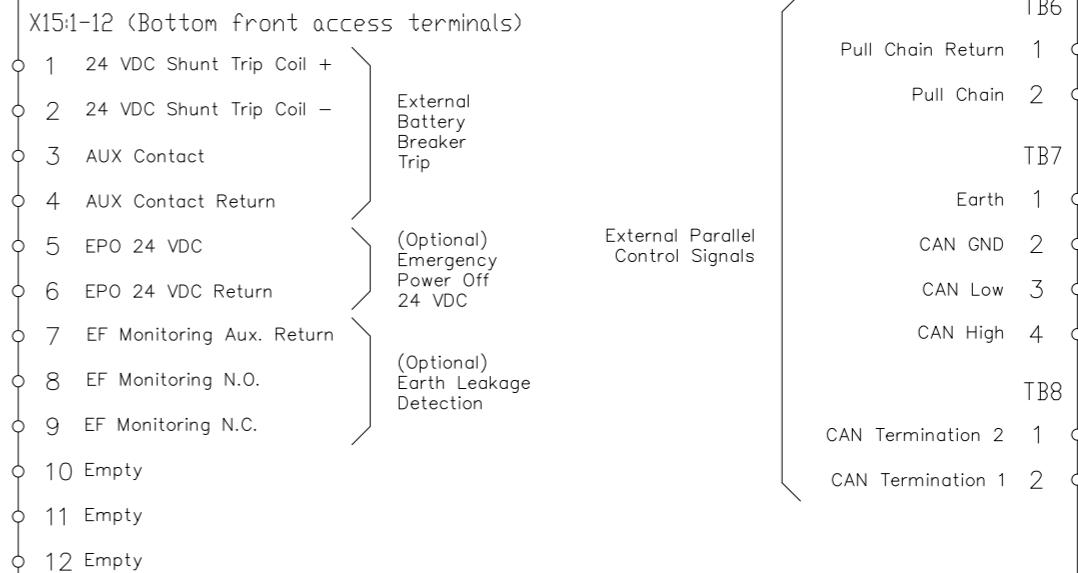 X15:1-12 (Bottom front access terminals)
1 24 VDC Shunt Trip Coil +
2 24 VDC Shunt Trip Coil -
3 AUX Contact
4 AUX Contact Return
External
Battery
Breaker
Trip
5 EPO 24 VDC
6 EPO 24 VDC Return
(Optional)
Emergency
Power Off
24 VDC
7 EF Monitoring Aux. Return
8 EF Monitoring N.O.
9 EF Monitoring N.C.
(Optional)
Earth Leakage
Detection
10 Empty
11 Empty
12 Empty
External Parallel
Control Signals
TB6
Pull Chain Return 1
Pull Chain 2
TB7
Earth 1
CAN GND 2
CAN Low 3
CAN High 4
TB8
CAN Termination 2 1
CAN Termination 1 2